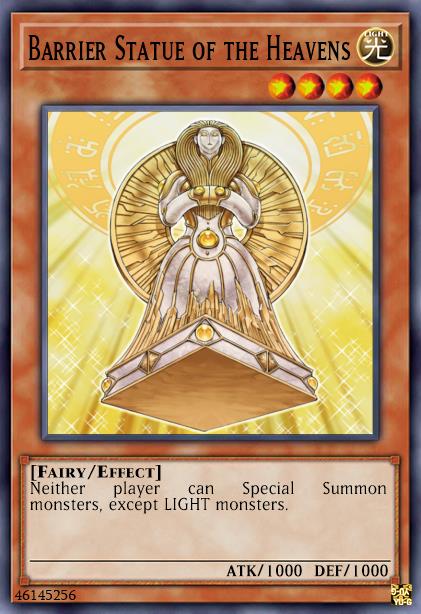 BARRIER STATUE OF THE HEAVENS
LIGHT
光
[FAIRY/EFFECT]
Neither player can Special Summon
monsters, except LIGHT monsters.
ATK/1000 DEF/1000
46145256